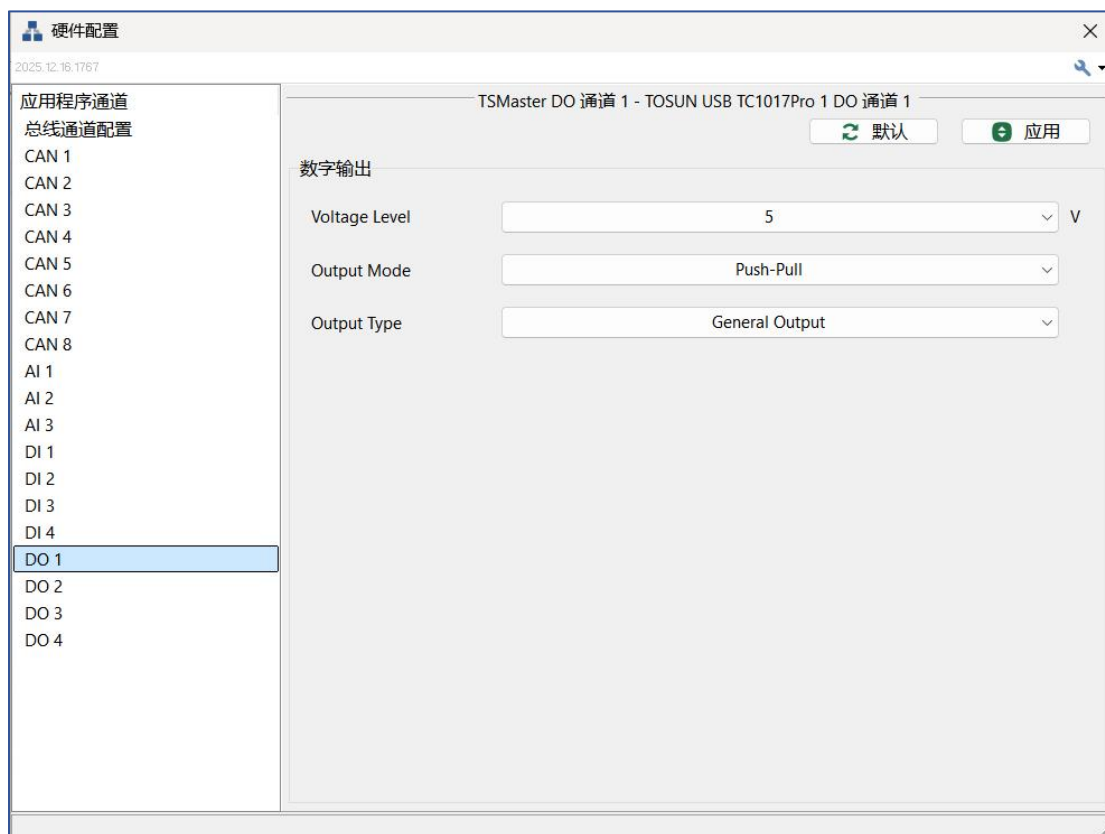 硬件配置
2025.12.16.1767
应用程序通道
总线通道配置
CAN 1
CAN 2
CAN 3
CAN 4
CAN 5
CAN 6
CAN 7
CAN 8
AI 1
AI 2
AI 3
DI 1
DI 2
DI 3
DI 4
DO 1
DO 2
DO 3
DO 4
TSMaster DO 通道 1 - TOSUN USB TC1017Pro 1 DO 通道 1
默认 应用
数字输出
Voltage Level 5 V
Output Mode Push-Pull
Output Type General Output